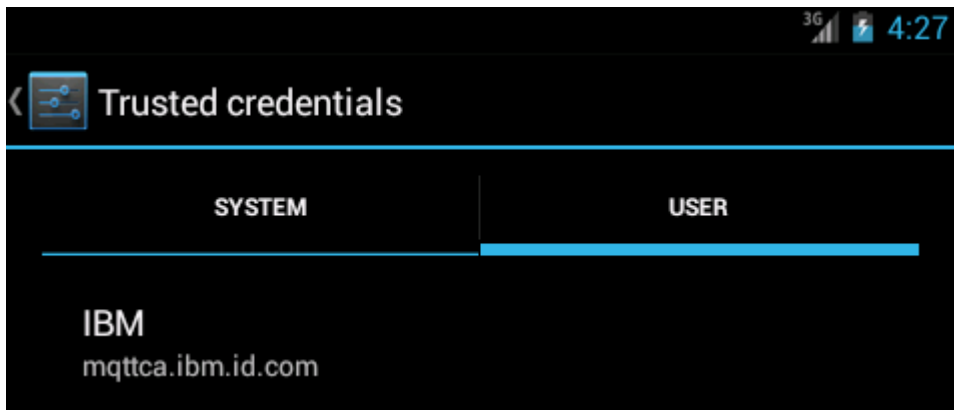 3G 4:27
Trusted credentials
SYSTEM USER
IBM
mqttca.ibm.id.com